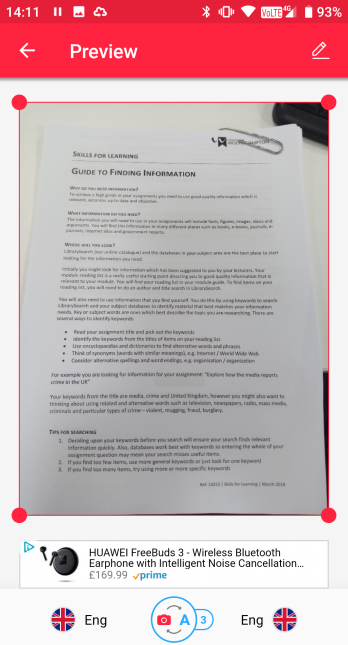 14:11
VoLTE 4G 93%
Preview
WOLVERHAMPTON
SKILLS FOR LEARNING
GUIDE TO FINDING INFORMATION
WHY DO YOU NEED INFORMATION?
To achieve a high grade in your assignments you need to use good quality information which is
relevant, accurate, up to date and objective.
WHAT INFORMATION DO YOU NEED?
The information you will need to use in your assignments will include facts, figures, images, ideas and
arguments. You will find this information in many different places such as books, e-books, journals, e-
journals, internet sites and government reports.
WHERE WILL YOU LOOK?
LibrarySearch (our online catalogue) and the databases in your subject area are the best place to start
looking for the information you need.
Initially you might look for information which has been suggested to you by your lecturers. Your
module reading list is a really useful starting point directing you to good quality information that is
relevant to your module. You will find your reading list in your module guide. To find items on your
reading list, you will need to do an author and title search in LibrarySearch.
You will also need to use information that you find yourself. You do this by using keywords to search
LibrarySearch and your subject databases to identify material that best matches your information
needs. Key or subject words are ones which best describe the topic you are researching. There are
several ways to identify keywords.
• Read your assignment title and pick out the keywords
• Identify the keywords from the titles of items on your reading list
• Use encyclopaedias and dictionaries to find alternative words and phrases
• Think of synonyms (words with similar meanings), e.g. Internet / World Wide Web
• Consider alternative spellings and word endings, e.g. organization / organisation
For example you are looking for information for your assignment: "Explore how the media reports
crime in the UK"
Your keywords from the title are media, crime and United Kingdom, however you might also want to
thinking about using related and alternative words such as television, newspapers, radio, mass media,
criminals and particular types of crime – violent, mugging, fraud, burglary.
TIPS FOR SEARCHING
1. Deciding upon your keywords before you search will ensure your search finds relevant
information quickly. Also, databases work best with keywords so entering the whole of your
assignment question may mean your search misses useful items.
2. If you find too few items, use more general keywords or just look for one keyword
3. If you find too many items, try using more or more specific keywords
| Skills for Learning | March 2018
HUAWEI FreeBuds 3 - Wireless Bluetooth
Earphone with Intelligent Noise Cancellation...
£169.99 prime
Eng A 3 Eng